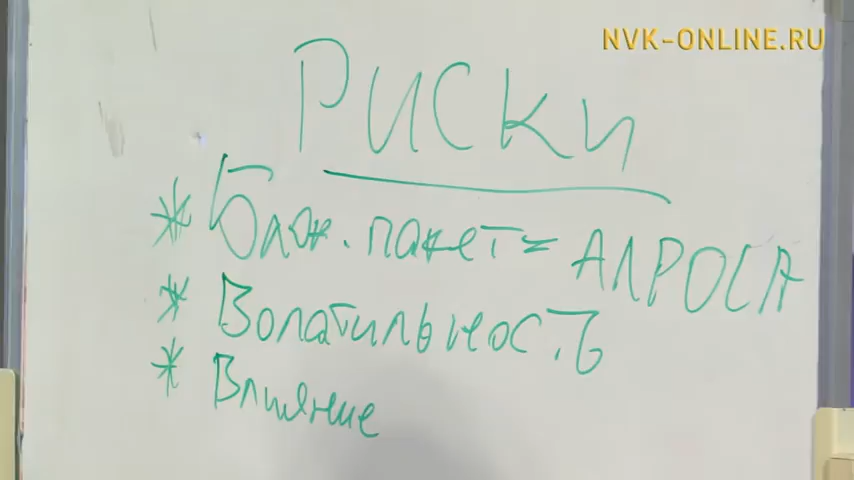 NVK-ONLINE.RU
Риски
* Блок. пакет = АЛРОСА
* Волатильность
* Влияние